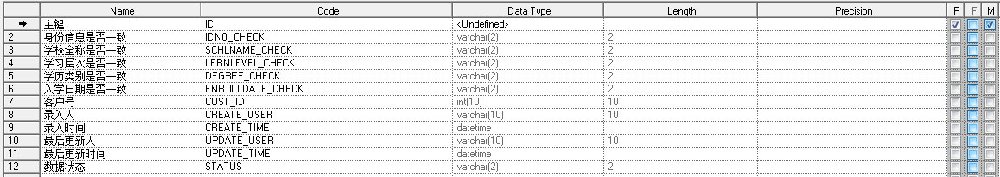 Name Code Data Type Length Precision P F M
主键 ID <Undefined>
2 身份信息是否一致 IDNO_CHECK varchar(2) 2
3 学校全称是否一致 SCHLNAME_CHECK varchar(2) 2
4 学习层次是否一致 LERNLEVEL_CHECK varchar(2) 2
5 学历类别是否一致 DEGREE_CHECK varchar(2) 2
6 入学日期是否一致 ENROLLDATE_CHECK varchar(2) 2
7 客户号 CUST_ID int(10) 10
8 录入人 CREATE_USER varchar(10) 10
9 录入时间 CREATE_TIME datetime
10 最后更新人 UPDATE_USER varchar(10) 10
11 最后更新时间 UPDATE_TIME datetime
12 数据状态 STATUS varchar(2) 2